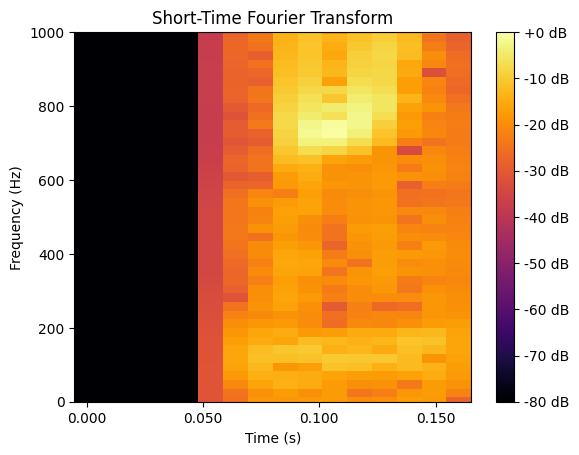 Short-Time Fourier Transform
1000
800
600
400
200
0
Frequency (Hz)
0.000
0.050
0.100
0.150
Time (s)
+0 dB
-10 dB
-20 dB
-30 dB
-40 dB
-50 dB
-60 dB
-70 dB
-80 dB